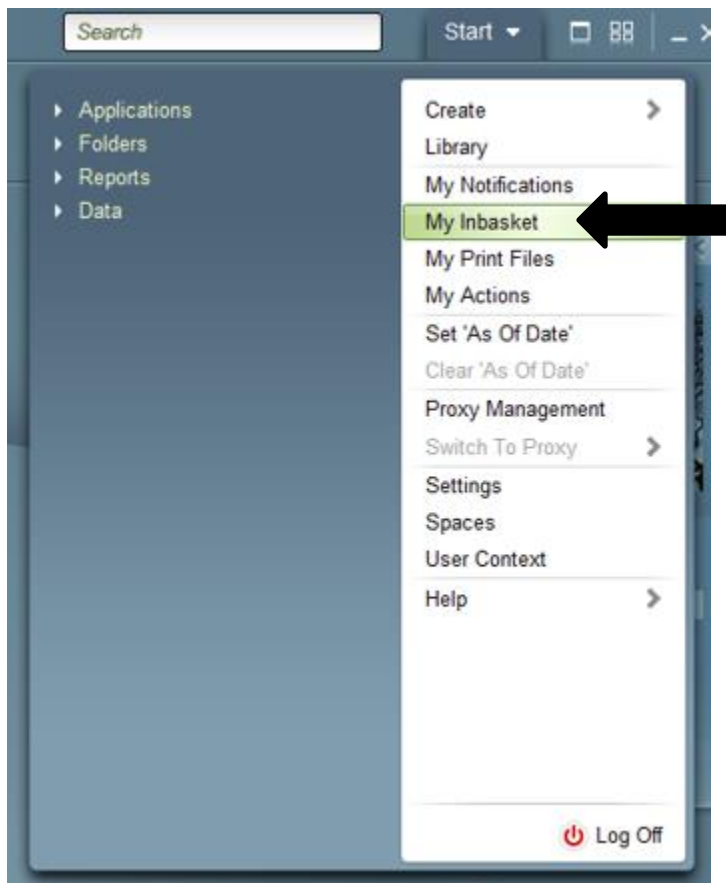 Search
Start
Applications
Folders
Reports
Data
Create
Library
My Notifications
My Inbasket
My Print Files
My Actions
Set 'As Of Date'
Clear 'As Of Date'
Proxy Management
Switch To Proxy
Settings
Spaces
User Context
Help
Log Off